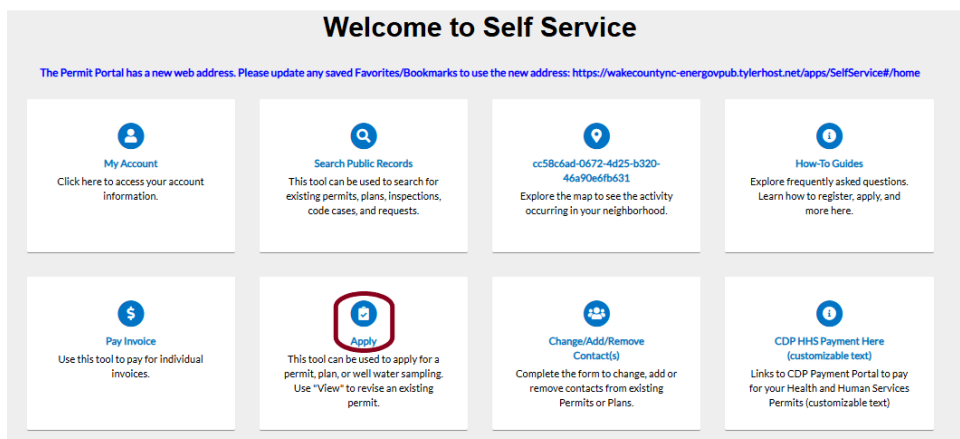 Welcome to Self Service
The Permit Portal has a new web address. Please update any saved Favorites/Bookmarks to use the new address: https://wakecountync-energovpub.tylerhost.net/apps/SelfService#/home
My Account
Click here to access your account
information.
Search Public Records
This tool can be used to search for
existing permits, plans, inspections,
code cases, and requests.
cc58c6ad-0672-4d25-b320-
46a90e6fb631
Explore the map to see the activity
occurring in your neighborhood.
How-To Guides
Explore frequently asked questions.
Learn how to register, apply, and
more here.
Pay Invoice
Use this tool to pay for individual
invoices.
Apply
This tool can be used to apply for a
permit, plan, or well water sampling.
Use "View" to revise an existing
permit.
Change/Add/Remove
Contact(s)
Complete the form to change, add or
remove contacts from existing
Permits or Plans.
CDP HHS Payment Here
(customizable text)
Links to CDP Payment Portal to pay
for your Health and Human Services
Permits (customizable text)